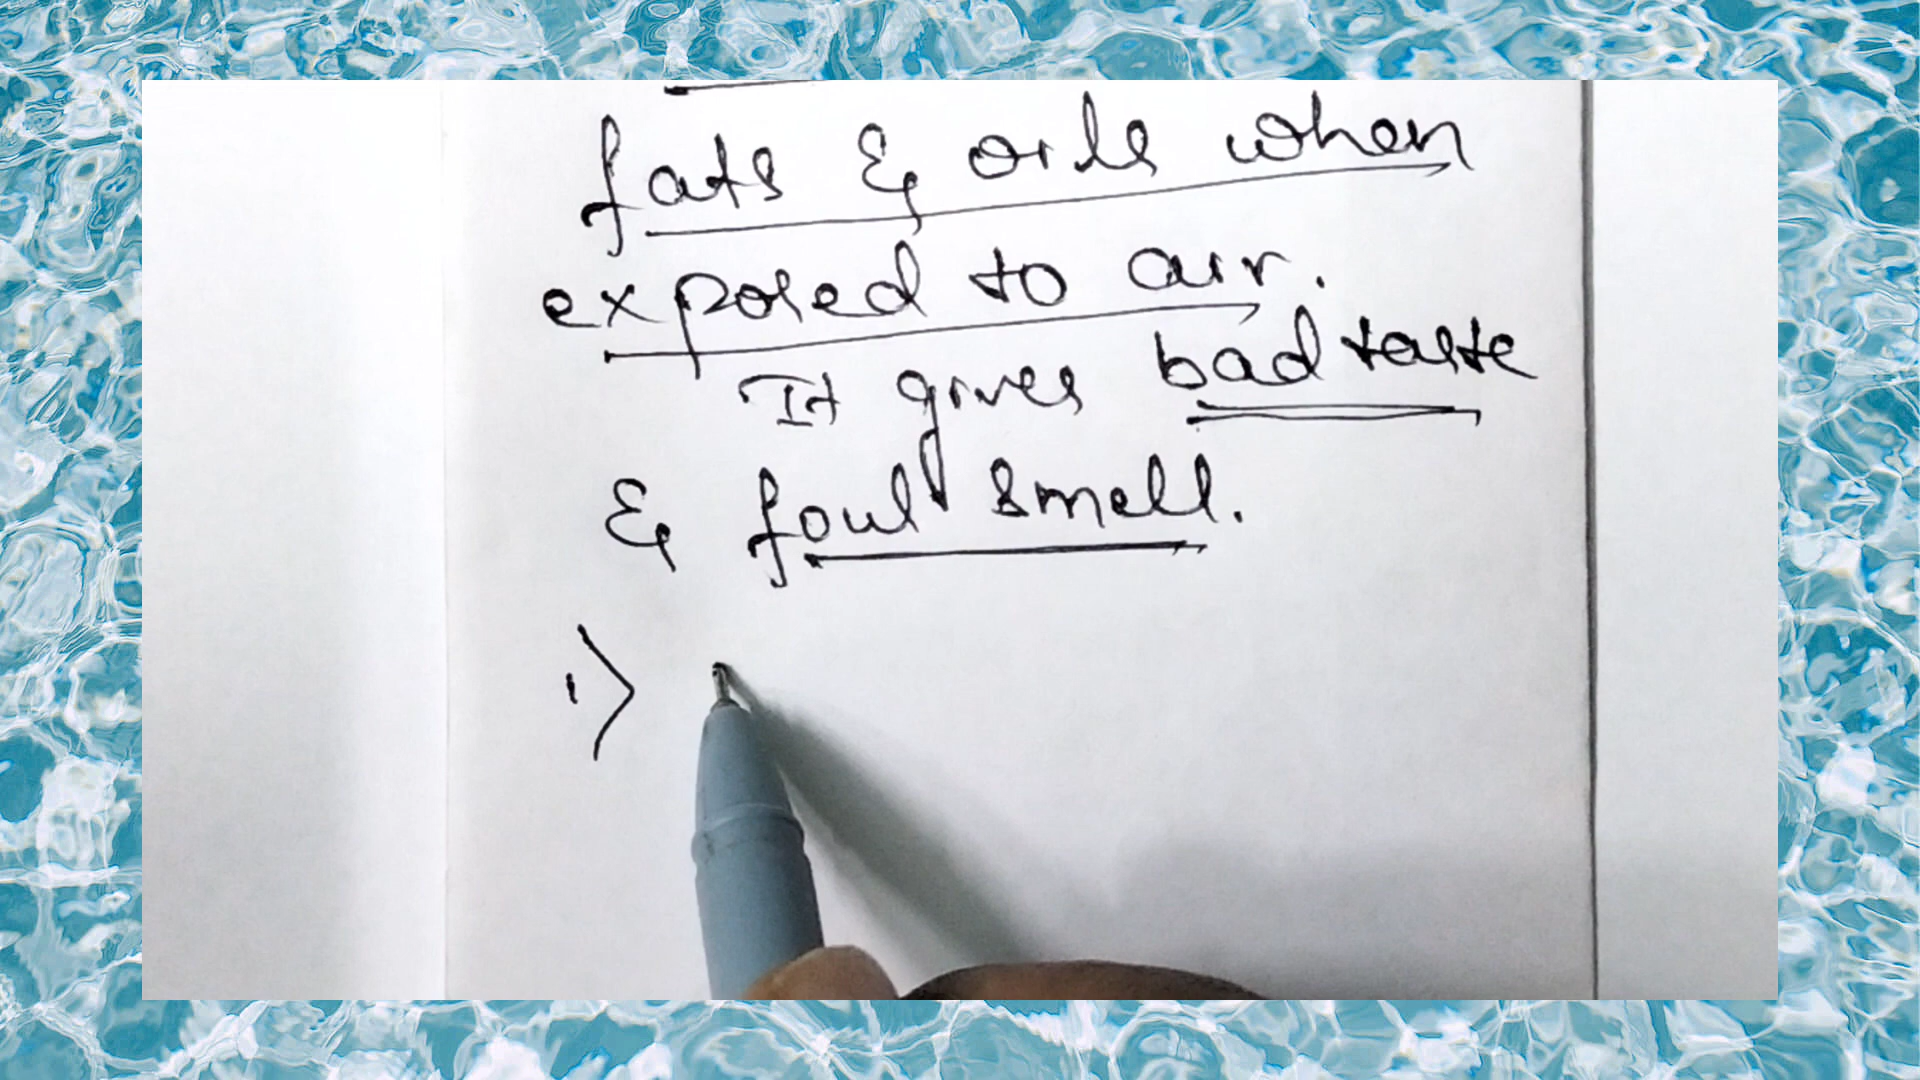 fats & oils when
exposed to air.
It gives bad taste
& foul smell.
1)